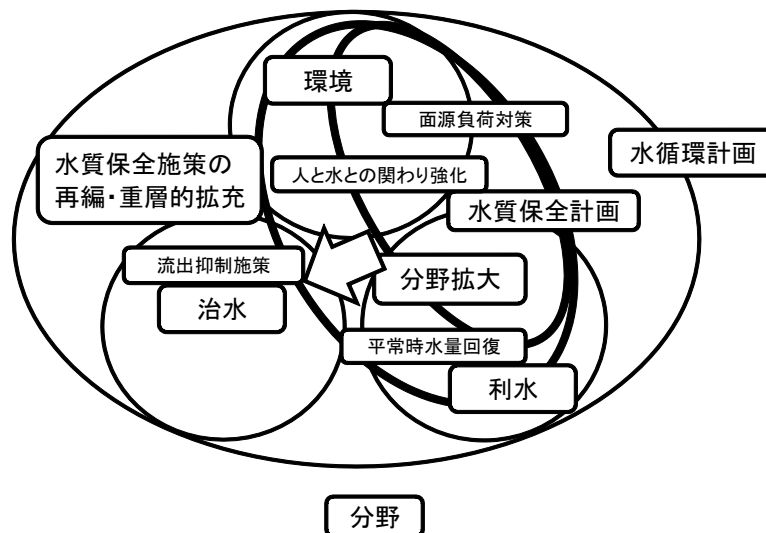 環境
面源負荷対策
水循環計画
水質保全施策の
再編・重層的拡充
人と水との関わり強化
水質保全計画
流出抑制施策
分野拡大
治水
平常時水量回復
利水
分野